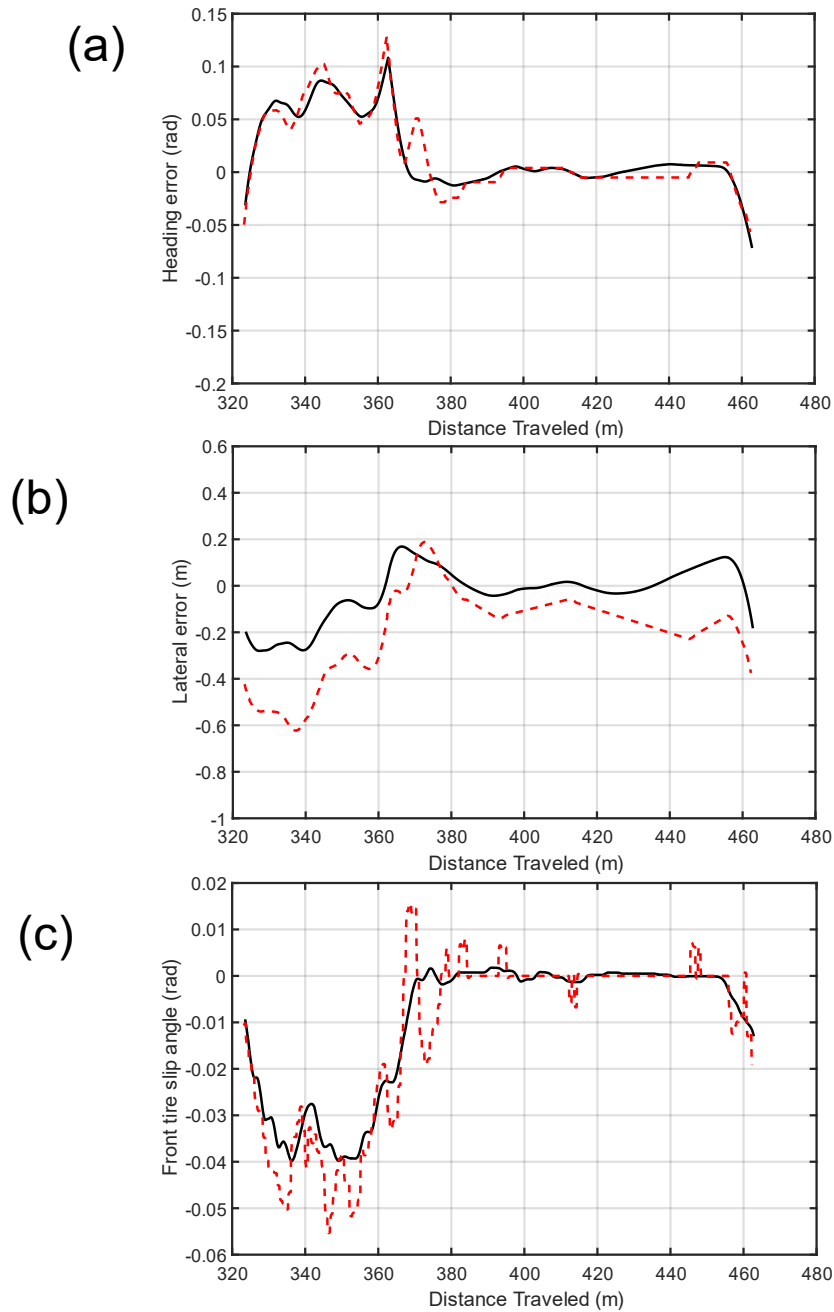 (a)
Heading error (rad)
0.15
0.1
0.05
0
-0.05
-0.1
-0.15
-0.2
320 340 360 380 400 420 440 460 480
Distance Traveled (m)
(b)
Lateral error (m)
0.6
0.4
0.2
0
-0.2
-0.4
-0.6
-0.8
-1
320 340 360 380 400 420 440 460 480
Distance Traveled (m)
(c)
Front tire slip angle (rad)
0.02
0.01
0
-0.01
-0.02
-0.03
-0.04
-0.05
-0.06
320 340 360 380 400 420 440 460 480
Distance Traveled (m)